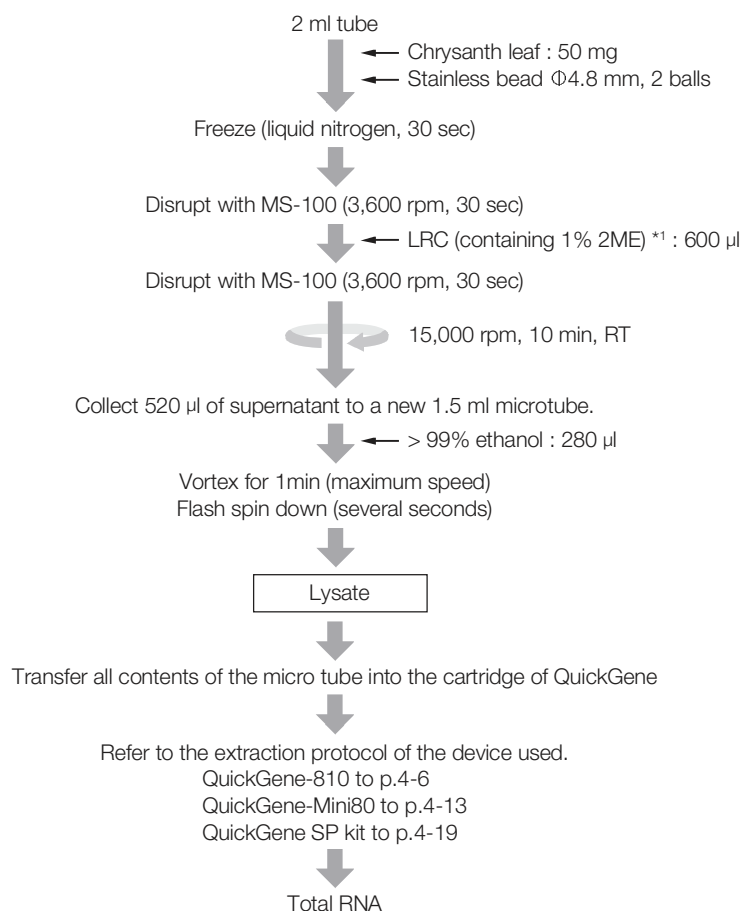 2 ml tube
Chrysanth leaf : 50 mg
Stainless bead Φ4.8 mm, 2 balls
Freeze (liquid nitrogen, 30 sec)
Disrupt with MS-100 (3,600 rpm, 30 sec)
LRC (containing 1% 2ME) *1 : 600 µl
Disrupt with MS-100 (3,600 rpm, 30 sec)
15,000 rpm, 10 min, RT
Collect 520 µl of supernatant to a new 1.5 ml microtube.
> 99% ethanol : 280 µl
Vortex for 1min (maximum speed)
Flash spin down (several seconds)
Lysate
Transfer all contents of the micro tube into the cartridge of QuickGene
Refer to the extraction protocol of the device used.
QuickGene-810 to p.4-6
QuickGene-Mini80 to p.4-13
QuickGene SP kit to p.4-19
Total RNA